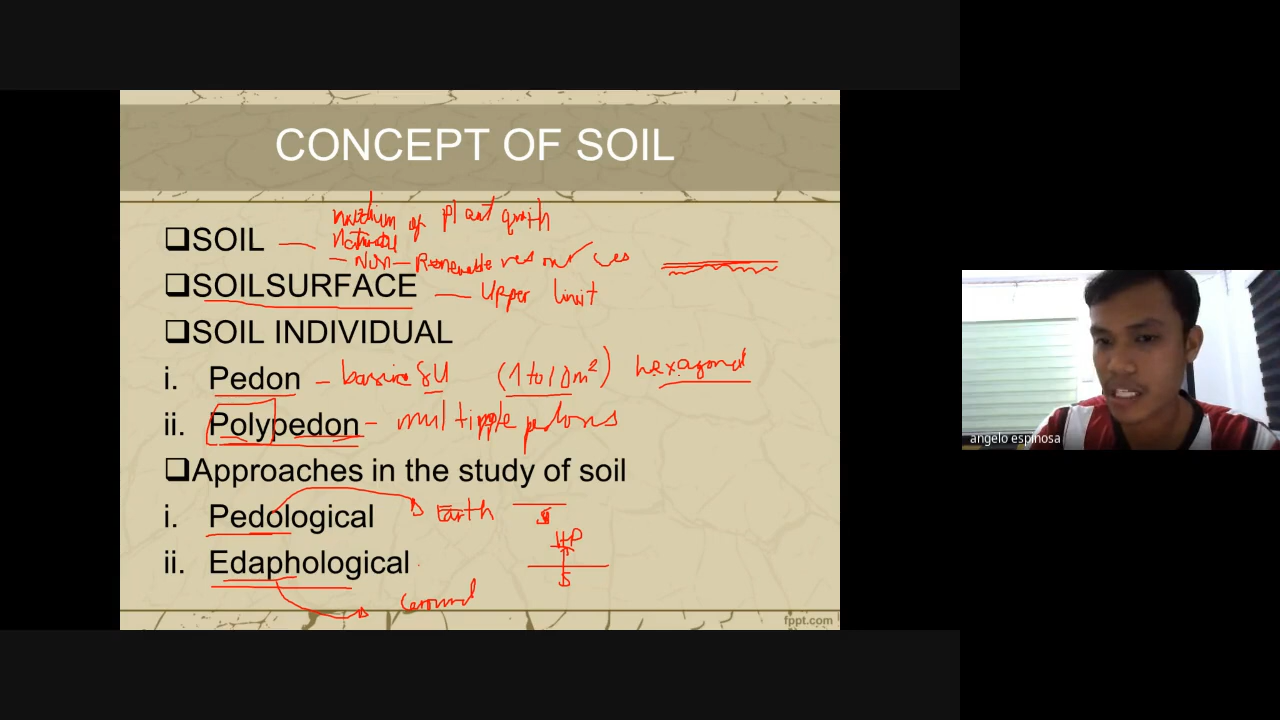 CONCEPT OF SOIL
medium of plant growth
❑SOIL — natural
— Non-Renewable resources
❑SOILSURFACE — Upper limit
❑SOIL INDIVIDUAL
i. Pedon — basic SU (1 to 10m²) hexagonal
ii. Polypedon - multiple pedons
❑Approaches in the study of soil
i. Pedological Earth S
HP
ii. Edaphological S
Ground
fppt.com
angelo espinosa